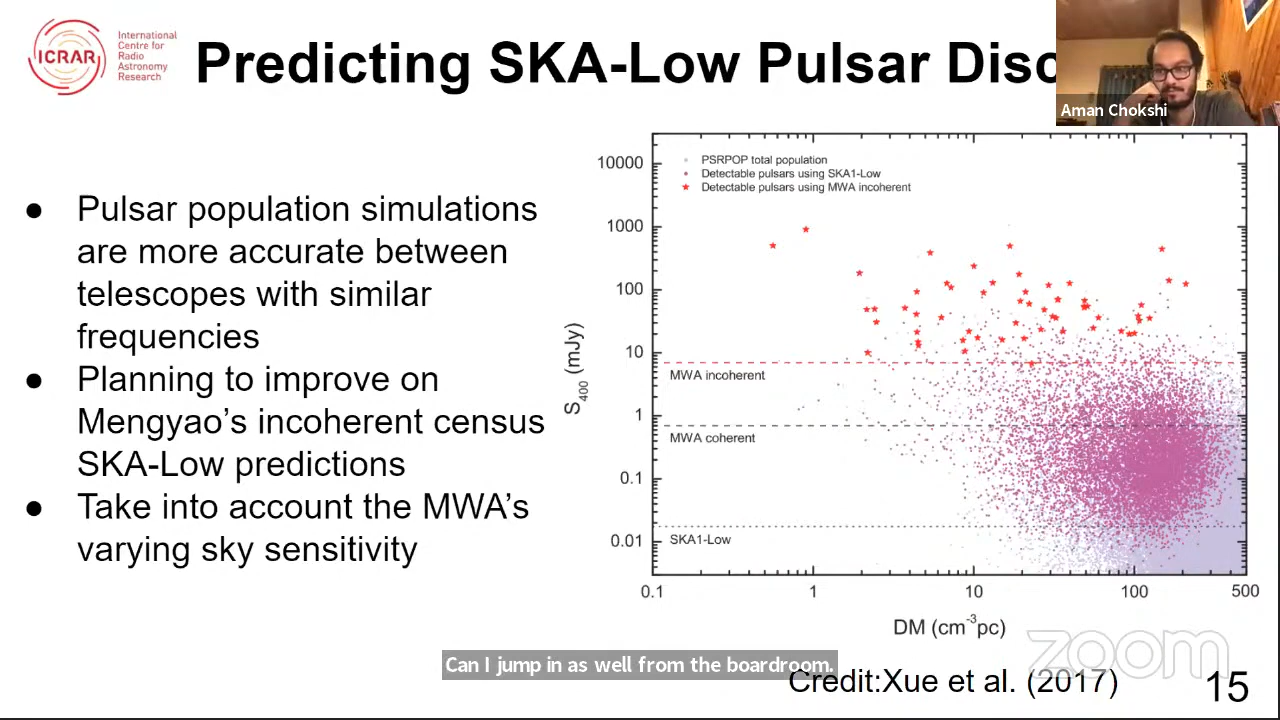 ICRAR
International
Centre for
Radio
Astronomy
Research
Predicting SKA-Low Pulsar Disc
Aman Chokshi
● Pulsar population simulations
are more accurate between
telescopes with similar
frequencies
● Planning to improve on
Mengyao's incoherent census
SKA-Low predictions
● Take into account the MWA's
varying sky sensitivity
PSRPOP total population
Detectable pulsars using SKA1-Low
Detectable pulsars using MWA incoherent
10000
1000
100
10
1
0.1
0.01
S400 (mJy)
MWA incoherent
MWA coherent
SKA1-Low
0.1 1 10 100 500
DM (cm-3pc)
zoom
Can I jump in as well from the boardroom.
Credit:Xue et al. (2017)
15